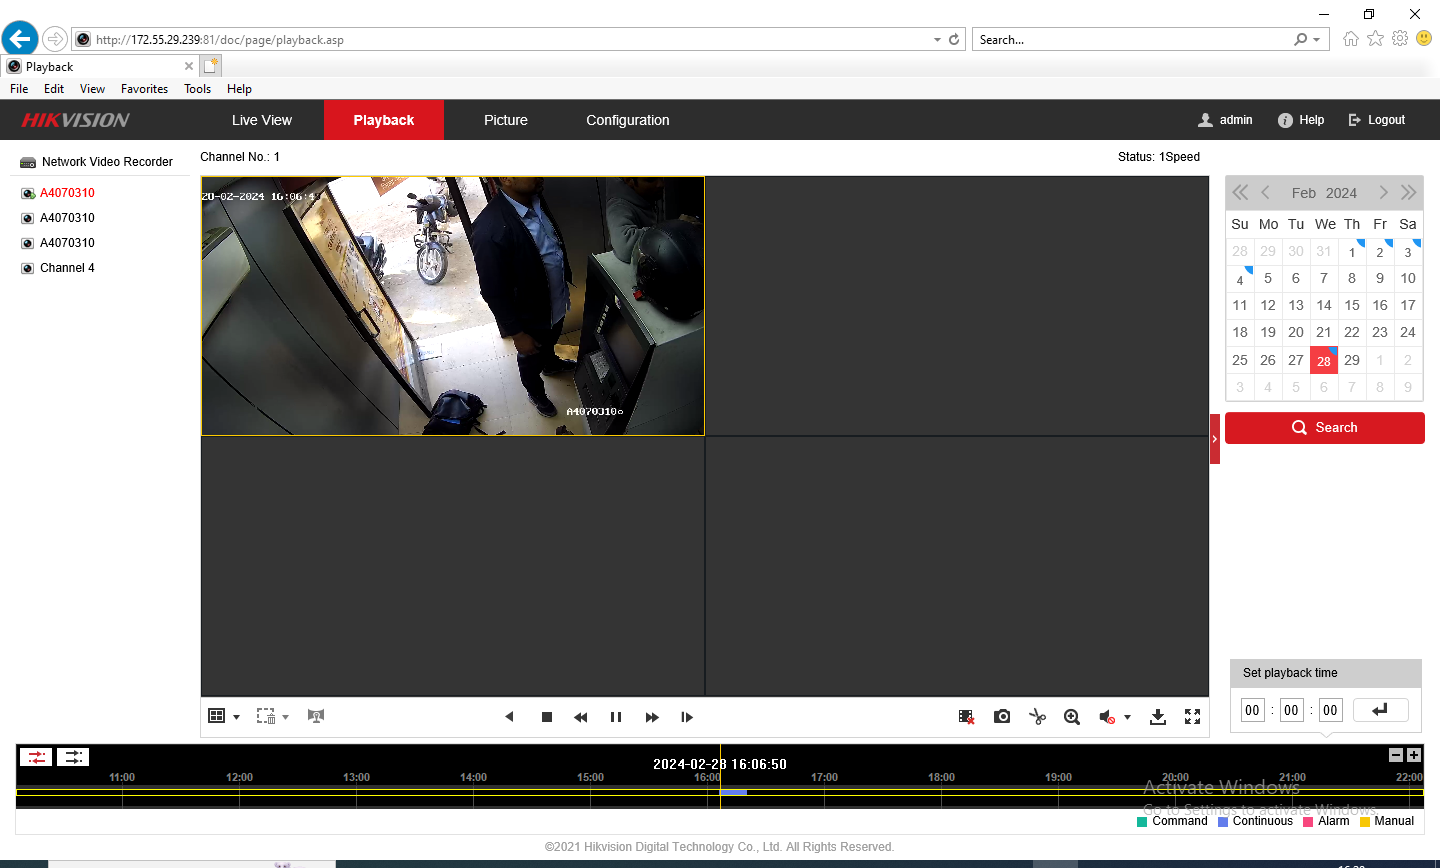 http://172.55.29.239:81/doc/page/playback.asp
Search...
Playback
File Edit View Favorites Tools Help
HIKVISION
Live View Playback Picture Configuration
admin Help Logout
Network Video Recorder
A4070310
A4070310
A4070310
Channel 4
Channel No.: 1
Status: 1Speed
28-02-2024 16:06:4
A4070310
Feb 2024
Su Mo Tu We Th Fr Sa
28 29 30 31 1 2 3
4 5 6 7 8 9 10
11 12 13 14 15 16 17
18 19 20 21 22 23 24
25 26 27 28 29 1 2
3 4 5 6 7 8 9
Search
Set playback time
00 : 00 : 00
2024-02-28 16:06:50
11:00 12:00 13:00 14:00 15:00 16:00 17:00 18:00 19:00 20:00 21:00 22:00
Activate Windows
Go to Settings to activate Windows.
Command Continuous Alarm Manual
©2021 Hikvision Digital Technology Co., Ltd. All Rights Reserved.